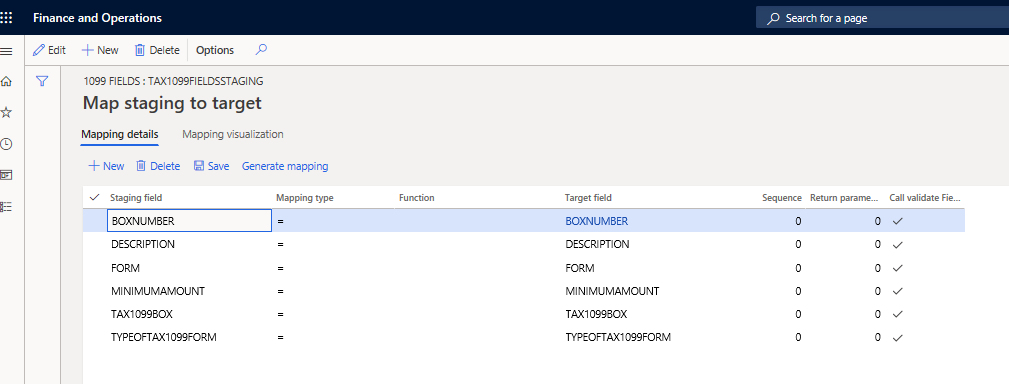 Finance and Operations Search for a page
Edit New Delete Options
1099 FIELDS : TAX1099FIELDSSTAGING
Map staging to target
Mapping details Mapping visualization
New Delete Save Generate mapping
Staging field Mapping type Function Target field Sequence Return parame... Call validate Fie...
BOXNUMBER = BOXNUMBER 0 0
DESCRIPTION = DESCRIPTION 0 0
FORM = FORM 0 0
MINIMUMAMOUNT = MINIMUMAMOUNT 0 0
TAX1099BOX = TAX1099BOX 0 0
TYPEOFTAX1099FORM = TYPEOFTAX1099FORM 0 0